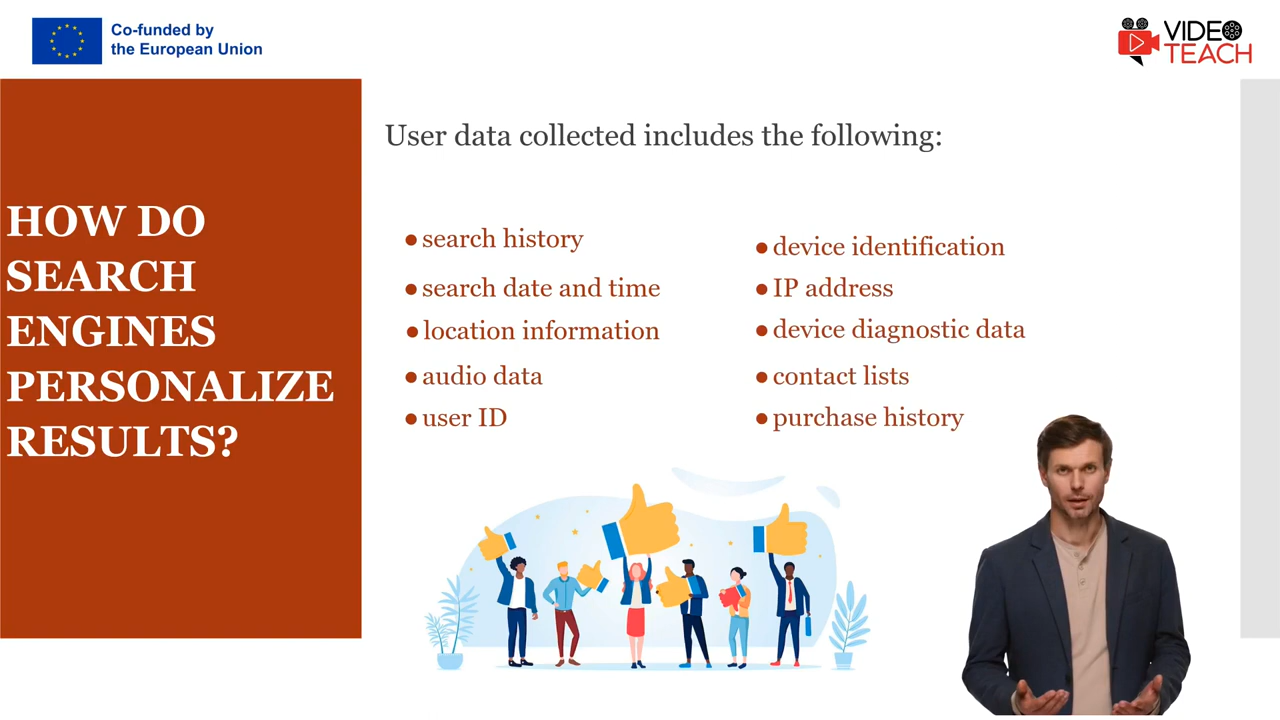 Co-funded by
the European Union
VIDEO
TEACH
HOW DO
SEARCH
ENGINES
PERSONALIZE
RESULTS?
User data collected includes the following:
● search history
● search date and time
● location information
● audio data
● user ID
● device identification
● IP address
● device diagnostic data
● contact lists
● purchase history